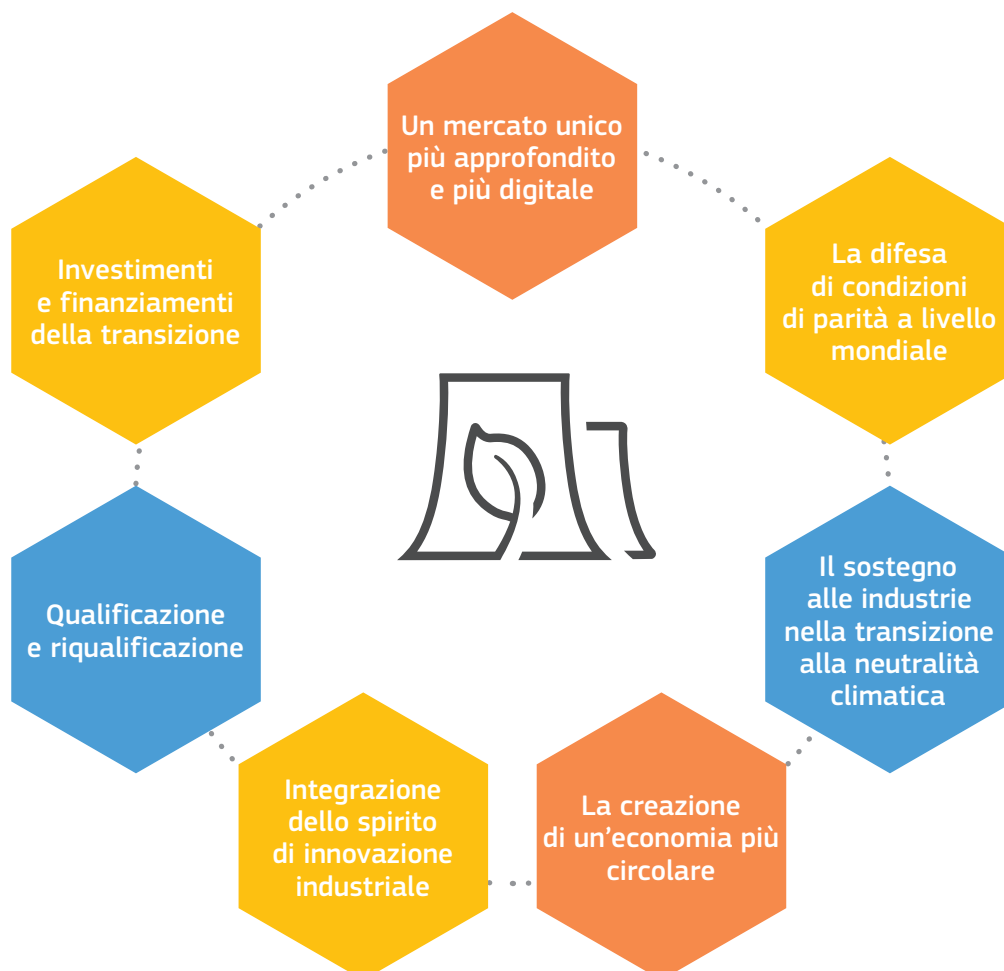 Un mercato unico
più approfondito
e più digitale
La difesa
di condizioni
di parità a livello
mondiale
Il sostegno
alle industrie
nella transizione
alla neutralità
climatica
La creazione
di un’economia più
circolare
Integrazione
dello spirito
di innovazione
industriale
Qualificazione
e riqualificazione
Investimenti
e finanziamenti
della transizione